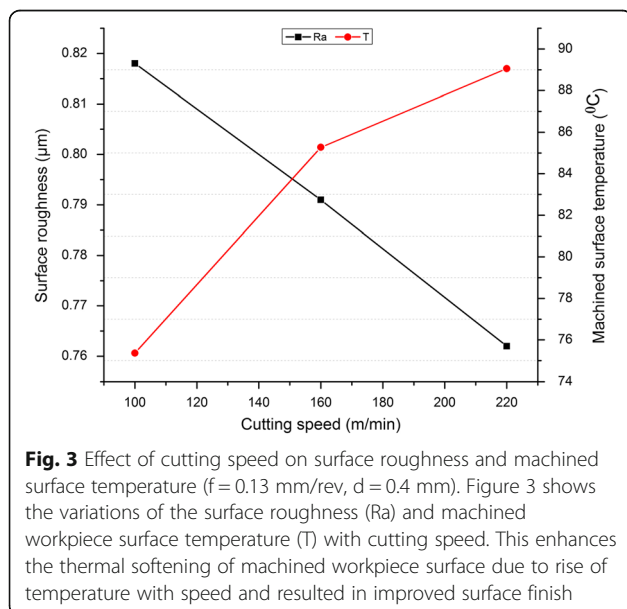 Ra T
0.82
0.81
0.80
0.79
0.78
0.77
0.76
Surface roughness (µm)
90
88
86
84
82
80
78
76
74
Machined surface temperature (⁰C)
100 120 140 160 180 200 220
Cutting speed (m/min)
Fig. 3 Effect of cutting speed on surface roughness and machined
surface temperature (f = 0.13 mm/rev, d = 0.4 mm). Figure 3 shows
the variations of the surface roughness (Ra) and machined
workpiece surface temperature (T) with cutting speed. This enhances
the thermal softening of machined workpiece surface due to rise of
temperature with speed and resulted in improved surface finish